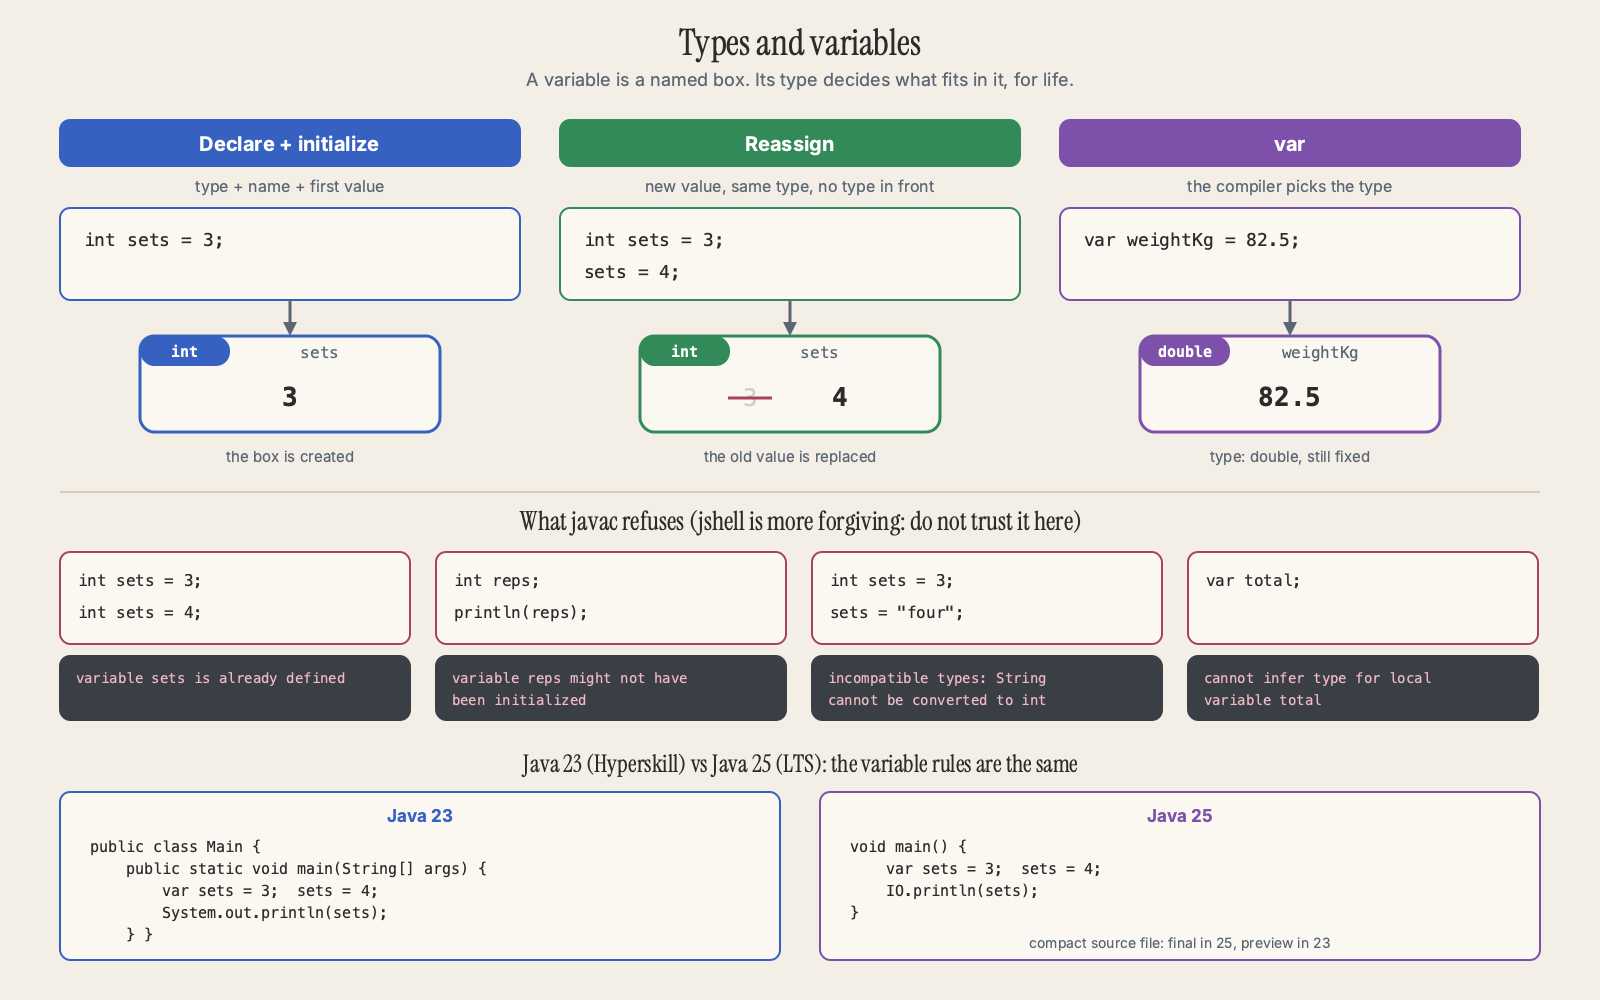 Types and variables
A variable is a named box. Its type decides what fits in it, for life.
Declare + initialize
type + name + first value
int sets = 3;
int
sets
3
the box is created
Reassign
new value, same type, no type in front
int sets = 3;
sets = 4;
int
sets
3
4
the old value is replaced
var
the compiler picks the type
var weightKg = 82.5;
double
weightKg
82.5
type: double, still fixed
What javac refuses (jshell is more forgiving: do not trust it here)
int sets = 3;
int sets = 4;
variable sets is already defined
int reps;
println(reps);
variable reps might not have
been initialized
int sets = 3;
sets = "four";
incompatible types: String
cannot be converted to int
var total;
cannot infer type for local
variable total
Java 23 (Hyperskill) vs Java 25 (LTS): the variable rules are the same
Java 23
public class Main {
    public static void main(String[] args) {
        var sets = 3;  sets = 4;
        System.out.println(sets);
    } }
Java 25
void main() {
    var sets = 3;  sets = 4;
    IO.println(sets);
}
compact source file: final in 25, preview in 23